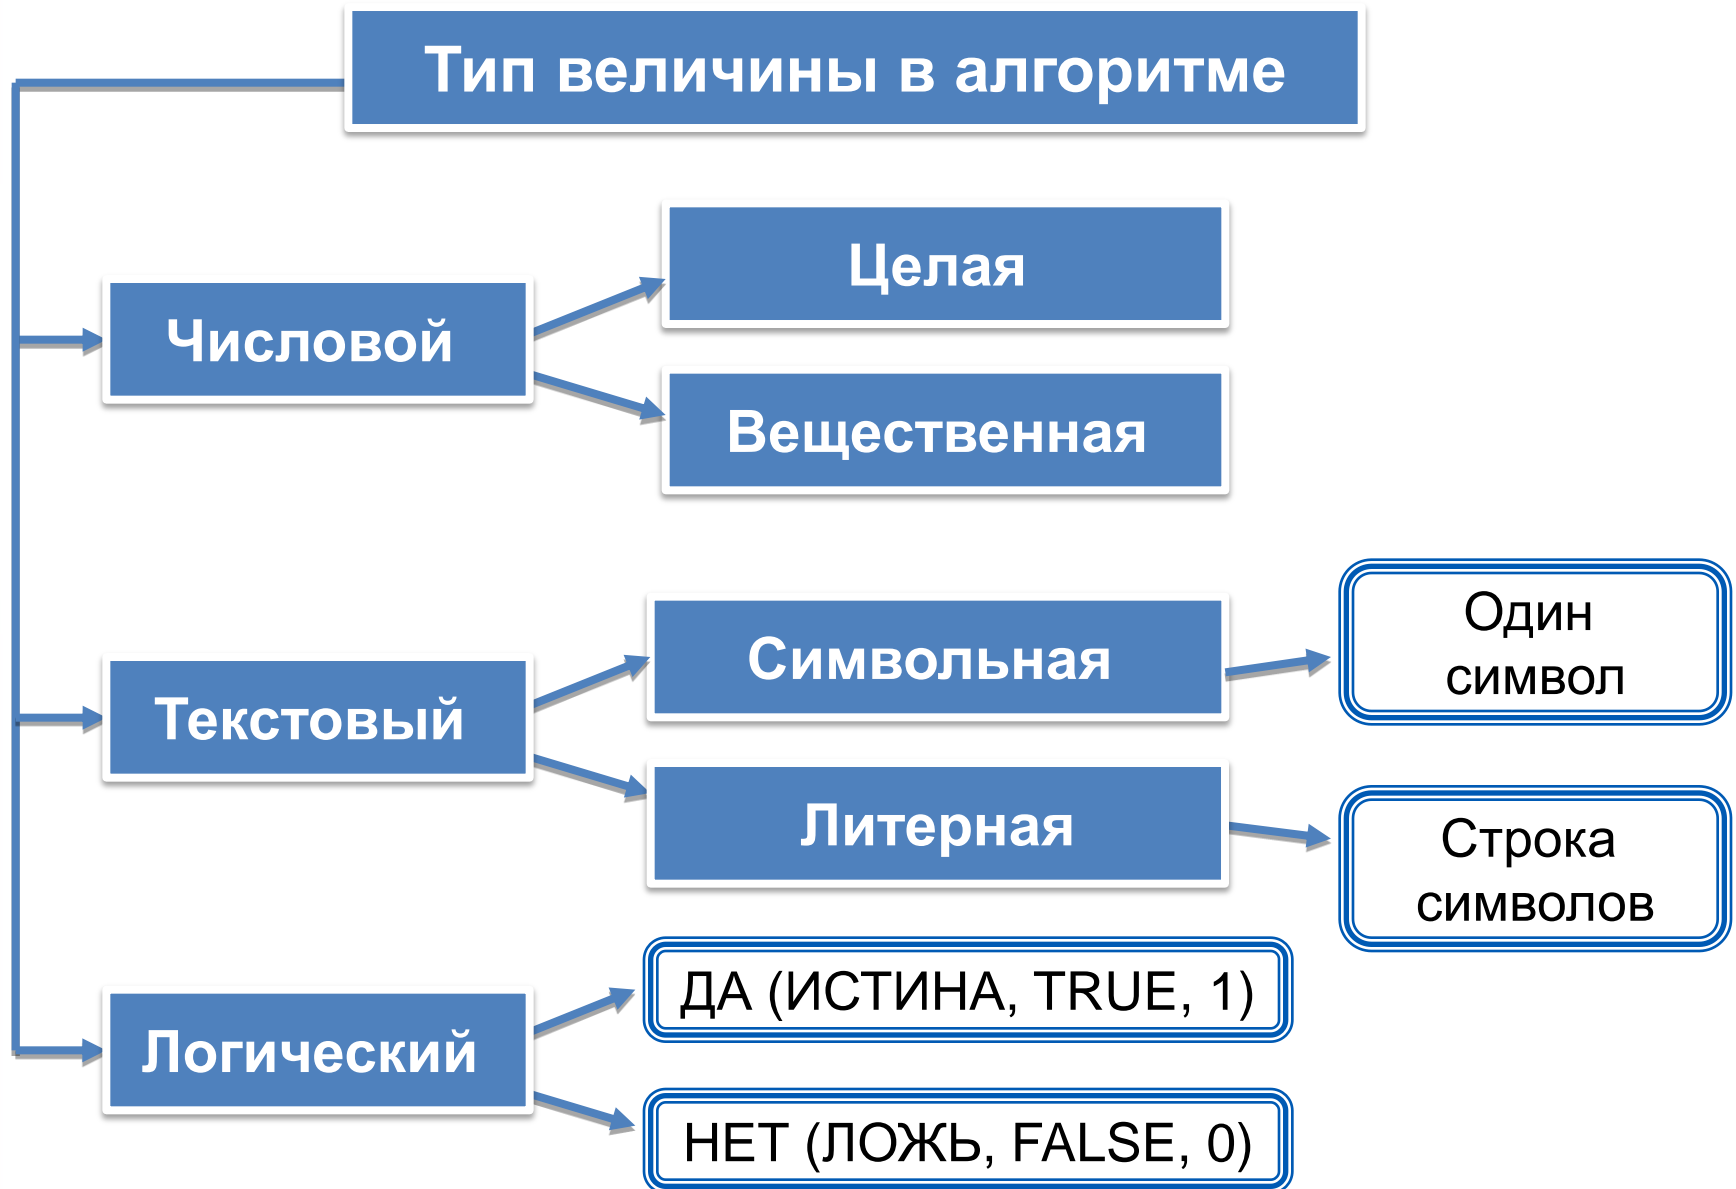 Тип величины в алгоритме
Целая
Числовой
Вещественная
Один
символ
Символьная
Текстовый
Литерная
Строка
символов
ДА (ИСТИНА, TRUE, 1)
Логический
НЕТ (ЛОЖЬ, FALSE, 0)